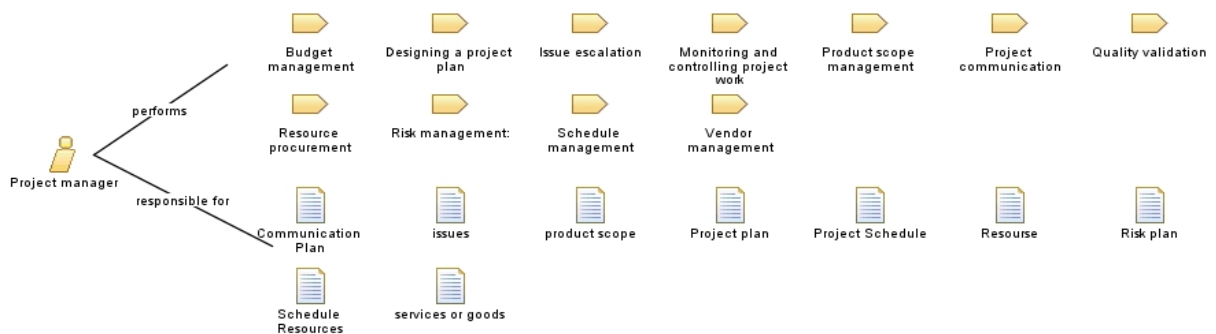 Budget
management
Designing a project
plan
Issue escalation
Monitoring and
controlling project
work
Product scope
management
Project
communication
Quality validation
performs
Resource
procurement
Risk management:
Schedule
management
Vendor
management
Project manager
responsible for
Communication
Plan
issues
product scope
Project plan
Project Schedule
Resourse
Risk plan
Schedule
Resources
services or goods